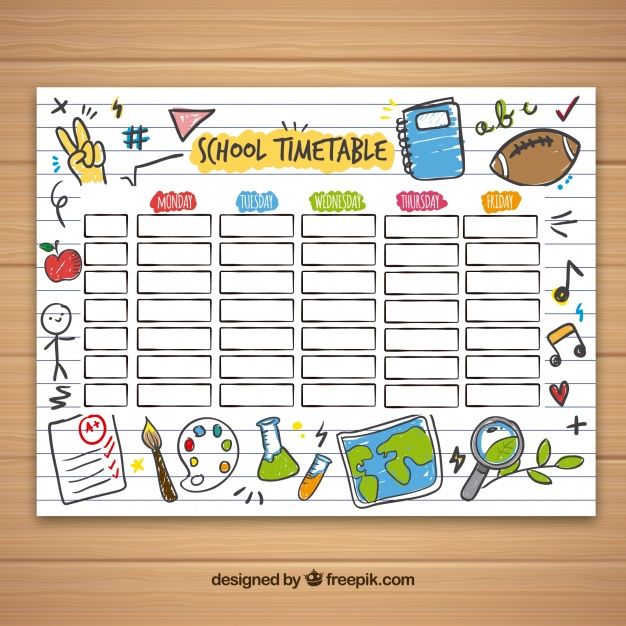 abc
#
SCHOOL TIMETABLE
MONDAY TUESDAY WEDNESDAY THURSDAY FRIDAY
A+
designed by freepik.com